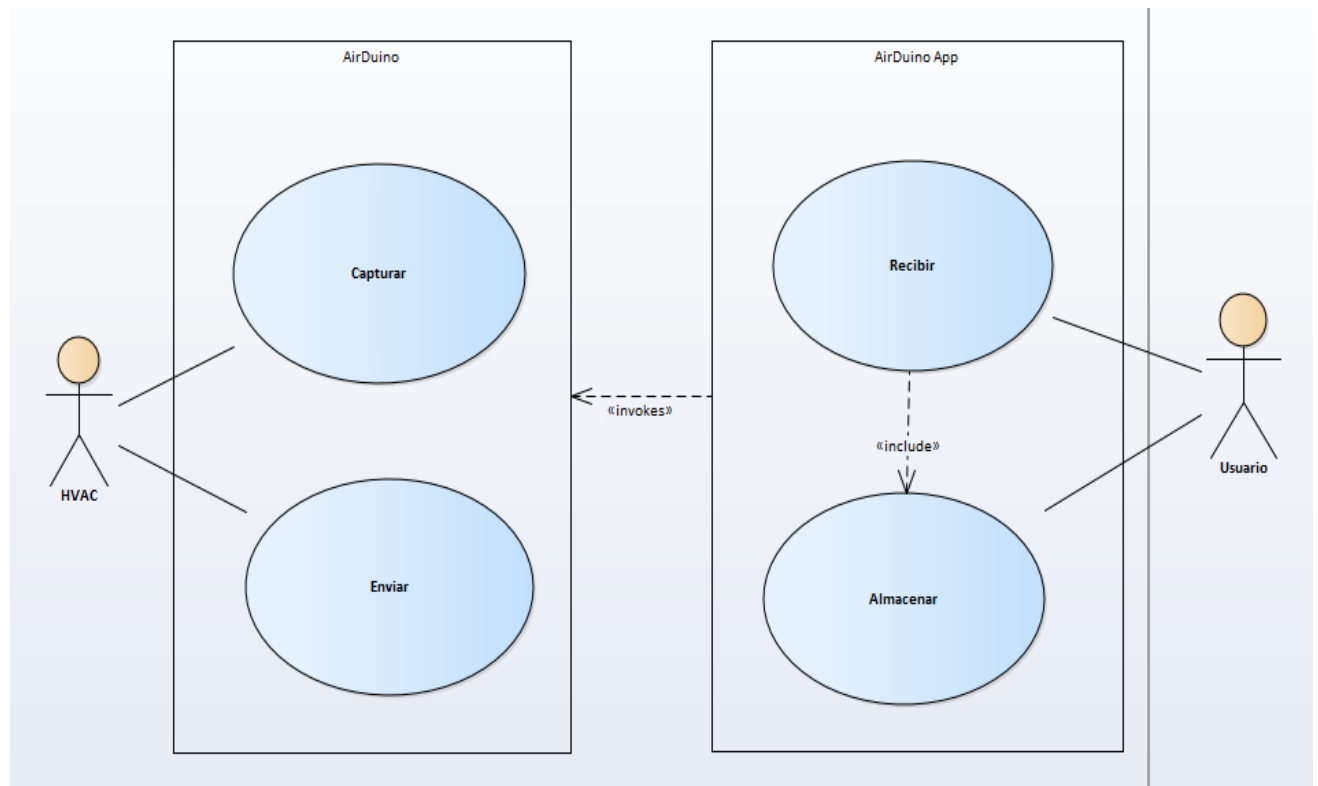 AirDuino
AirDuino App
Capturar
Recibir
«invokes»
«include»
HVAC
Usuario
Enviar
Almacenar